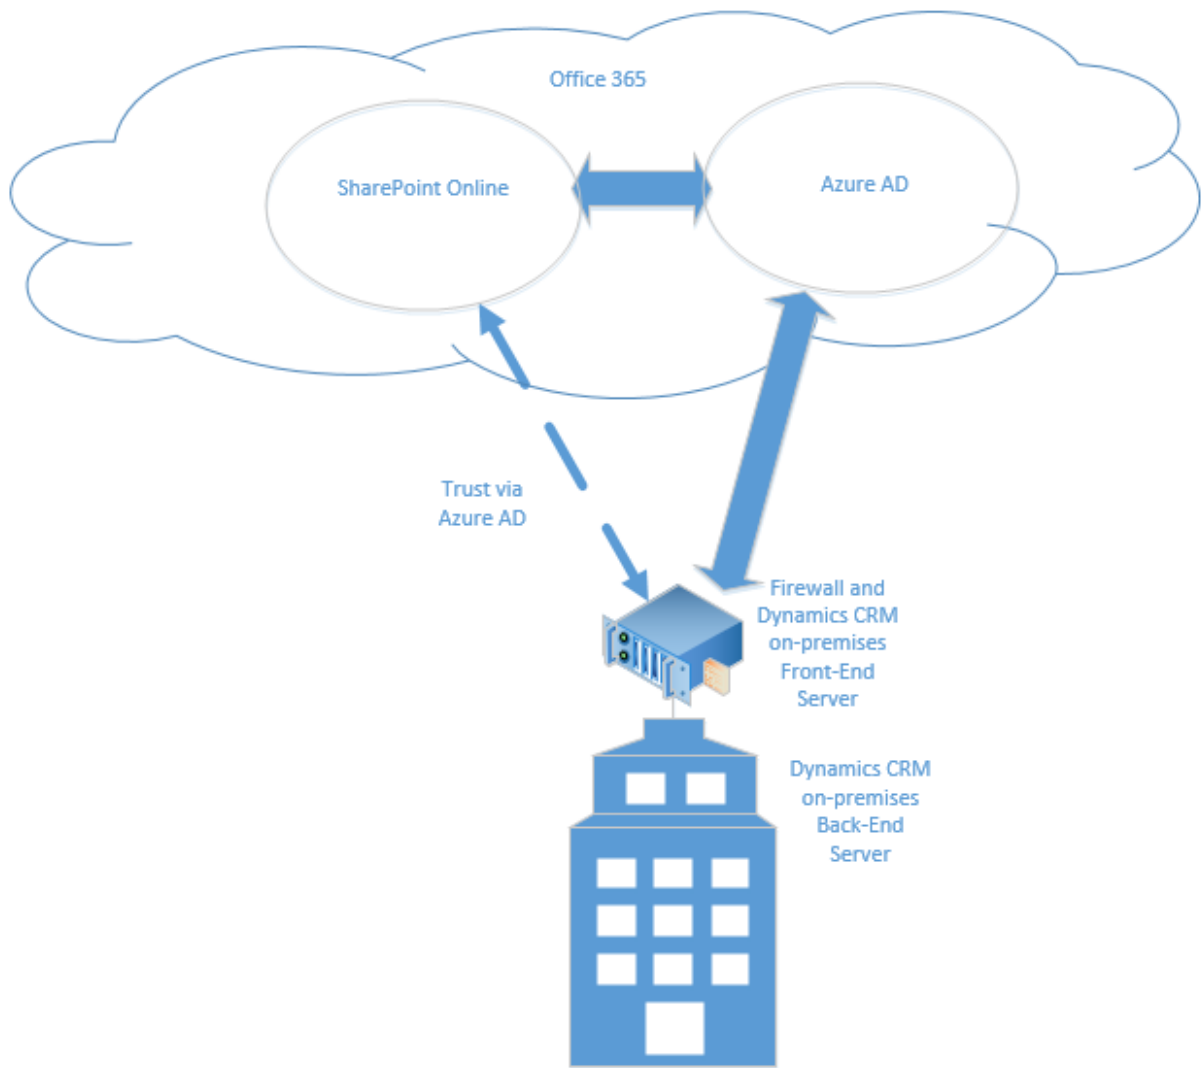 Office 365
SharePoint Online
Azure AD
Trust via
Azure AD
Firewall and
Dynamics CRM
on-premises
Front-End
Server
Dynamics CRM
on-premises
Back-End
Server